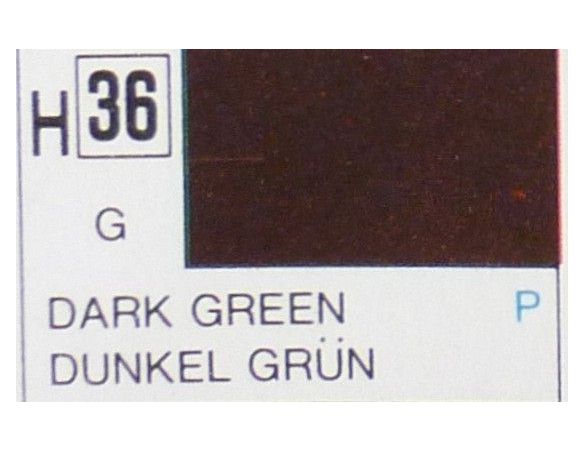 H 36
G
DARK GREEN P
DUNKEL GRÜN